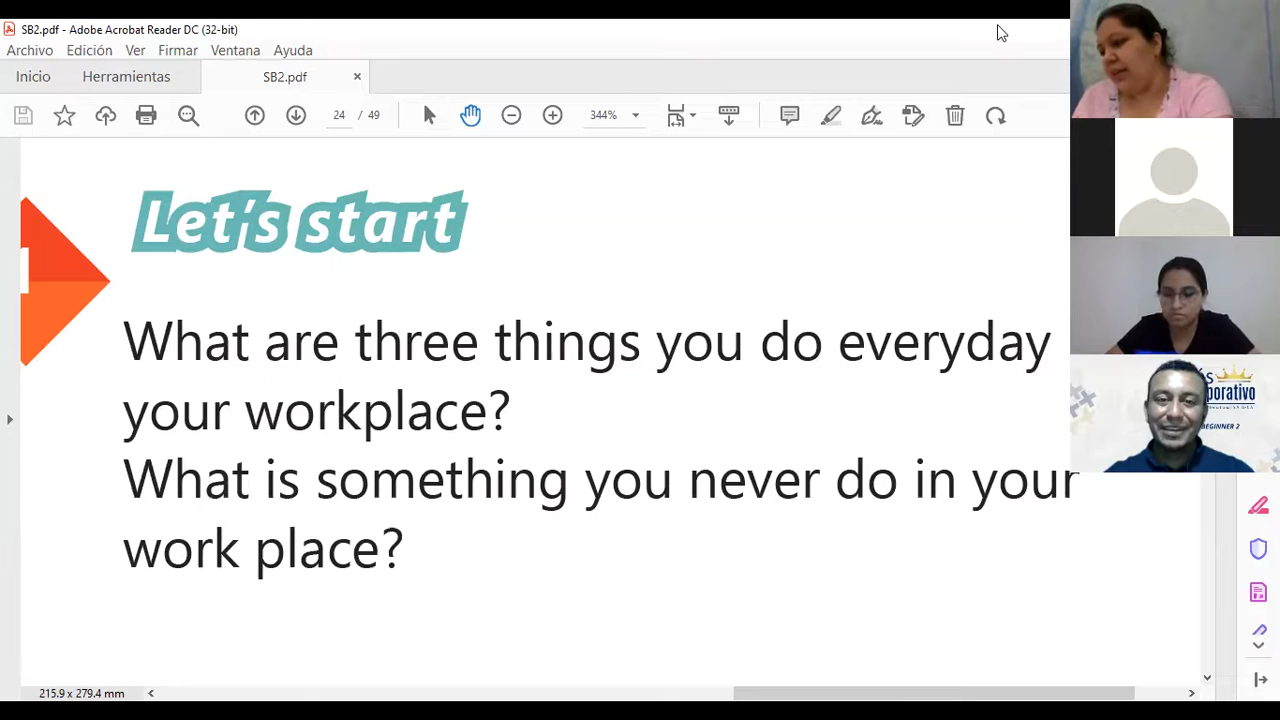 SB2.pdf - Adobe Acrobat Reader DC (32-bit)
Archivo Edición Ver Firmar Ventana Ayuda
Inicio Herramientas SB2.pdf
24 / 49 344%
Let's start
What are three things you do everyday
your workplace?
What is something you never do in your
work place?
BEGINNER 2
215.9 x 279.4 mm